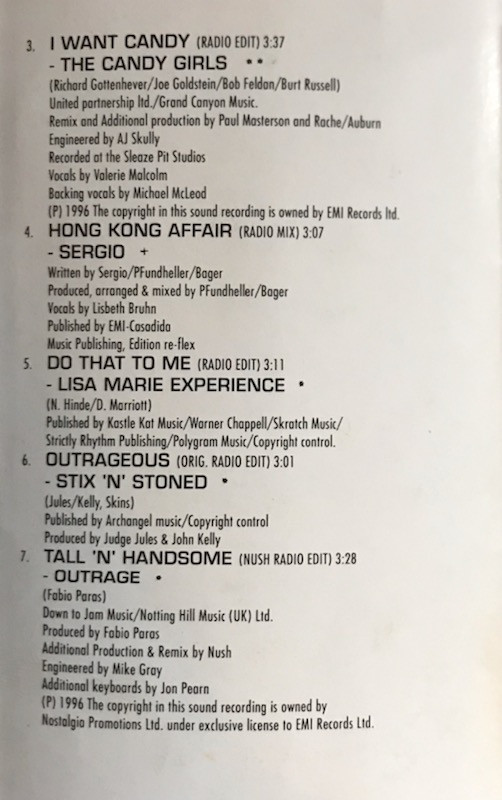 3. I WANT CANDY (RADIO EDIT) 3:37
- THE CANDY GIRLS • •
(Richard Gottenhever/Joe Goldstein/Bob Feldan/Burt Russell)
United partnership ltd./Grand Canyon Music.
Remix and Additional production by Paul Masterson and Rache/Auburn
Engineered by AJ Skully
Recorded at the Sleaze Pit Studios
Vocals by Valerie Malcolm
Backing vocals by Michael McLeod
(P) 1996 The copyright in this sound recording is owned by EMI Records ltd.
4. HONG KONG AFFAIR (RADIO MIX) 3:07
- SERGIO +
Written by Sergio/PFundheller/Bager
Produced, arranged & mixed by PFundheller/Bager
Vocals by Lisbeth Bruhn
Published by EMI-Casadida
Music Publishing, Edition re-flex
5. DO THAT TO ME (RADIO EDIT) 3:11
- LISA MARIE EXPERIENCE •
(N. Hinde/D. Marriott)
Published by Kastle Kat Music/Warner Chappell/Skratch Music/
Strictly Rhythm Publishing/Polygram Music/Copyright control.
6. OUTRAGEOUS (ORIG. RADIO EDIT) 3:01
- STIX 'N' STONED •
(Jules/Kelly, Skins)
Published by Archangel music/Copyright control
Produced by Judge Jules & John Kelly
7. TALL 'N' HANDSOME (NUSH RADIO EDIT) 3:28
- OUTRAGE •
(Fabio Paras)
Down to Jam Music/Notting Hill Music (UK) Ltd.
Produced by Fabio Paras
Additional Production & Remix by Nush
Engineered by Mike Gray
Additional keyboards by Jon Pearn
(P) 1996 The copyright in this sound recording is owned by
Nostalgia Promotions Ltd. under exclusive license to EMI Records Ltd.